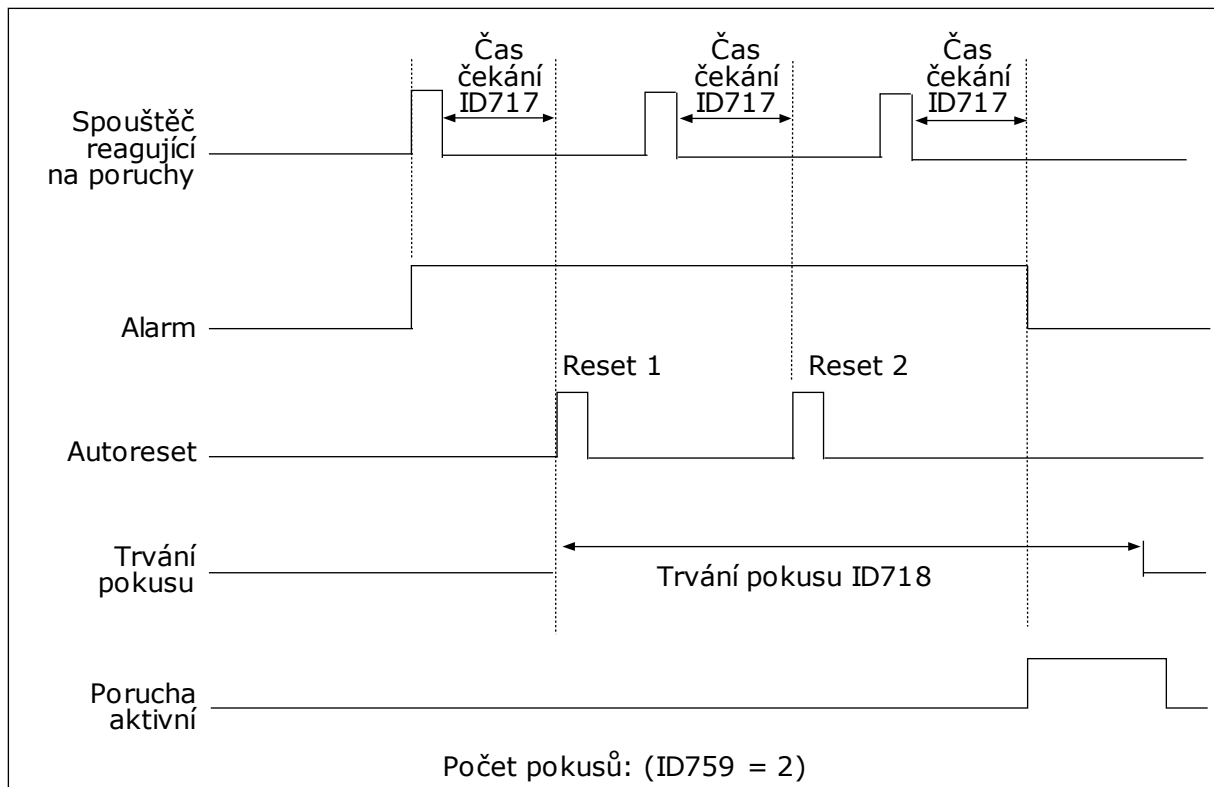 Čas
čekání
ID717
Čas
čekání
ID717
Čas
čekání
ID717
Spouštěč
reagující
na poruchy
Alarm
Reset 1
Reset 2
Autoreset
Trvání
pokusu
Trvání pokusu ID718
Porucha
aktivní
Počet pokusů: (ID759 = 2)